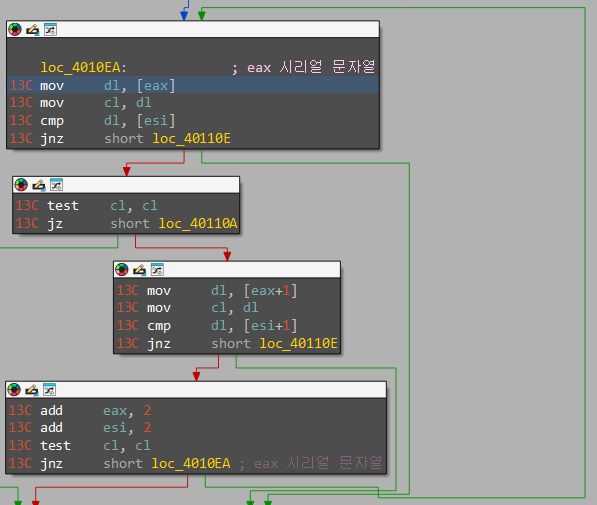 loc_4010EA: ; eax 시리얼 문자열
13C mov dl, [eax]
13C mov cl, dl
13C cmp dl, [esi]
13C jnz short loc_40110E
13C test cl, cl
13C jz short loc_40110A
13C mov dl, [eax+1]
13C mov cl, dl
13C cmp dl, [esi+1]
13C jnz short loc_40110E
13C add eax, 2
13C add esi, 2
13C test cl, cl
13C jnz short loc_4010EA ; eax 시리얼 문자열